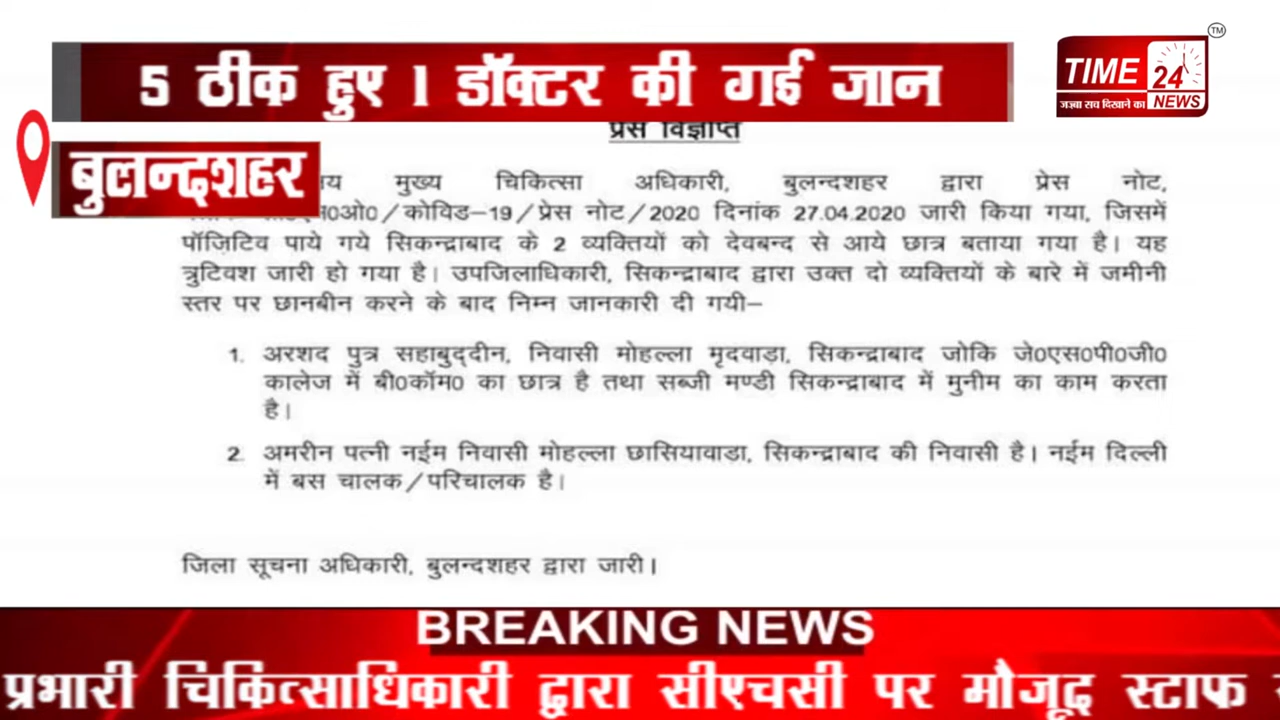 5 ठीक हुए 1 डॉक्टर की गई जान
TIME 24 NEWS
जज़्बा सच दिखाने का
TM
बुलन्दशहर
प्रेस विज्ञप्ति
मुख्य चिकित्सा अधिकारी, बुलन्दशहर द्वारा प्रेस नोट,
/कोविड–19/प्रेस नोट/2020 दिनांक 27.04.2020 जारी किया गया, जिसमें
पॉज़िटिव पाये गये सिकन्द्राबाद के 2 व्यक्तियों को देवबन्द से आये छात्र बताया गया है। यह
त्रुटिवश जारी हो गया है। उपजिलाधिकारी, सिकन्द्राबाद द्वारा उक्त दो व्यक्तियों के बारे में जमीनी
स्तर पर छानबीन करने के बाद निम्न जानकारी दी गयी–
1. अरशद पुत्र सहाबुद्दीन, निवासी मोहल्ला मृदवाड़ा, सिकन्द्राबाद जोकि जे0एस0पी0जी0
कालेज में बी0कॉम0 का छात्र है तथा सब्जी मण्डी सिकन्द्राबाद में मुनीम का काम करता
है।
2. अमरीन पत्नी नईम निवासी मोहल्ला छासियावाडा, सिकन्द्राबाद की निवासी है। नईम दिल्ली
में बस चालक/परिचालक है।
जिला सूचना अधिकारी, बुलन्दशहर द्वारा जारी।
BREAKING NEWS
प्रभारी चिकित्साधिकारी द्वारा सीएचसी पर मौजूद स्टाफ